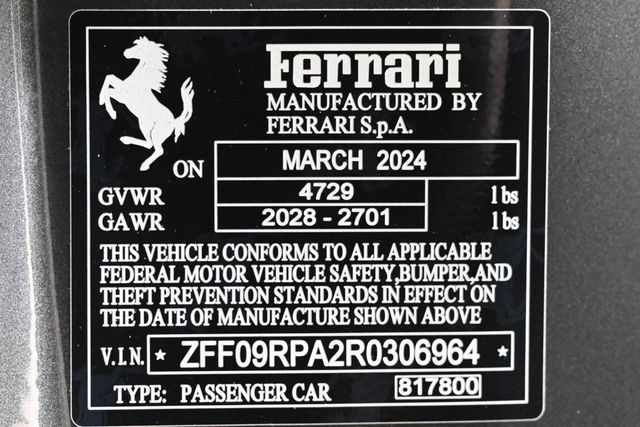 Ferrari
MANUFACTURED BY
FERRARI S.p.A.
ON MARCH 2024
GVWR 4729 lbs
GAWR 2028 - 2701 lbs
THIS VEHICLE CONFORMS TO ALL APPLICABLE
FEDERAL MOTOR VEHICLE SAFETY,BUMPER,AND
THEFT PREVENTION STANDARDS IN EFFECT ON
THE DATE OF MANUFACTURE SHOWN ABOVE
V.I.N. * ZFF09RPA2R0306964 *
TYPE: PASSENGER CAR 817800